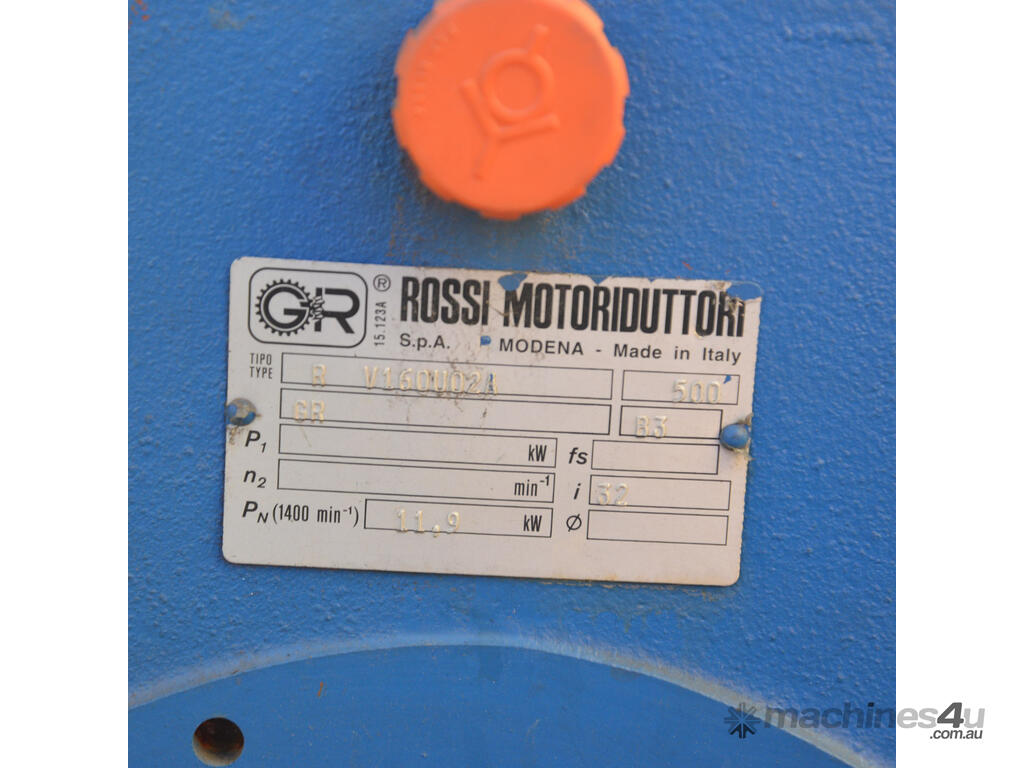 GR ® ROSSI MOTORIDUTTORI
15.123A
S.p.A. MODENA - Made in Italy
TIPO
TYPE
R V160U02A 500
GR B3
P1 kW fs
n2 min-1 i 32
PN (1400 min-1) 11,9 kW Ø
machines4u
.com.au